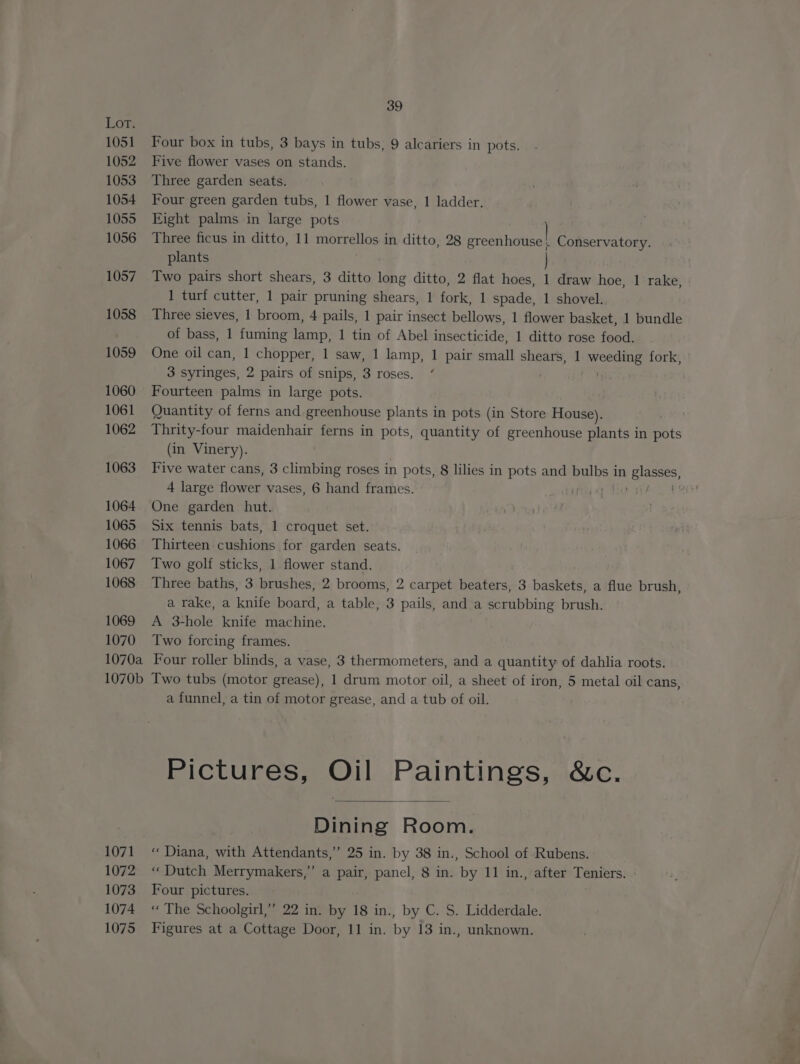 39
Lot.
1051 Four box in tubs, 3 bays in tubs, 9 alcariers in pots.
1052 Five flower vases on stands.
1053 Three garden seats.
1054 Four green garden tubs, 1 flower vase, 1 ladder.
1055 Eight palms in large pots
1056 Three ficus in ditto, 11 morrellos in ditto, 28 greenhouse } Conservatory.
plants
1057 Two pairs short shears, 3 ditto long ditto, 2 flat hoes, 1 draw hoe, 1 rake,
1 turf cutter, 1 pair pruning shears, 1 fork, 1 spade, 1 shovel.
1058 Three sieves, 1 broom, 4 pails, 1 pair insect bellows, 1 flower basket, 1 bundle
of bass, 1 fuming lamp, 1 tin of Abel insecticide, 1 ditto rose food.
1059 One oil can, 1 chopper, 1 saw, 1 lamp, 1 pair small shears, 1 weeding fork,
3 syringes, 2 pairs of snips, 3 roses.
1060 Fourteen palms in large pots.
1061 Quantity of ferns and greenhouse plants in pots (in Store House).
1062 Thrity-four maidenhair ferns in pots, quantity of greenhouse plants in pots
(in Vinery).
1063 Five water cans, 3 climbing roses in pots, 8 lilies in pots and bulbs in glasses,
4 large flower vases, 6 hand frames.
1064 One garden hut.
1065 Six tennis bats, 1 croquet set.
1066 Thirteen cushions for garden seats.
1067 Two golf sticks, 1 flower stand.
1068 Three baths, 3 brushes, 2 brooms, 2 carpet beaters, 3 baskets, a flue brush,
a rake, a knife board, a table, 3 pails, and a scrubbing brush.
1069 A 3-hole knife machine.
1070 Two forcing frames.
1070a Four roller blinds, a vase, 3 thermometers, and a quantity of dahlia roots.
1070b Two tubs (motor grease), 1 drum motor oil, a sheet of iron, 5 metal oil cans,
a funnel, a tin of motor grease, and a tub of oil.
Pictures, Oil Paintings, &c.
Dining Room.
1071 “ Diana, with Attendants,” 25 in. by 38 in., School of Rubens.
1072 “ Dutch Merrymakers,” a pair, panel, 8 in. by 11 in., after Teniers.
1073 Four pictures.
1074 “ The Schoolgirl,” 22 in. by 18 in., by C. S. Lidderdale.
1075 Figures at a Cottage Door, 11 in. by 13 in., unknown.